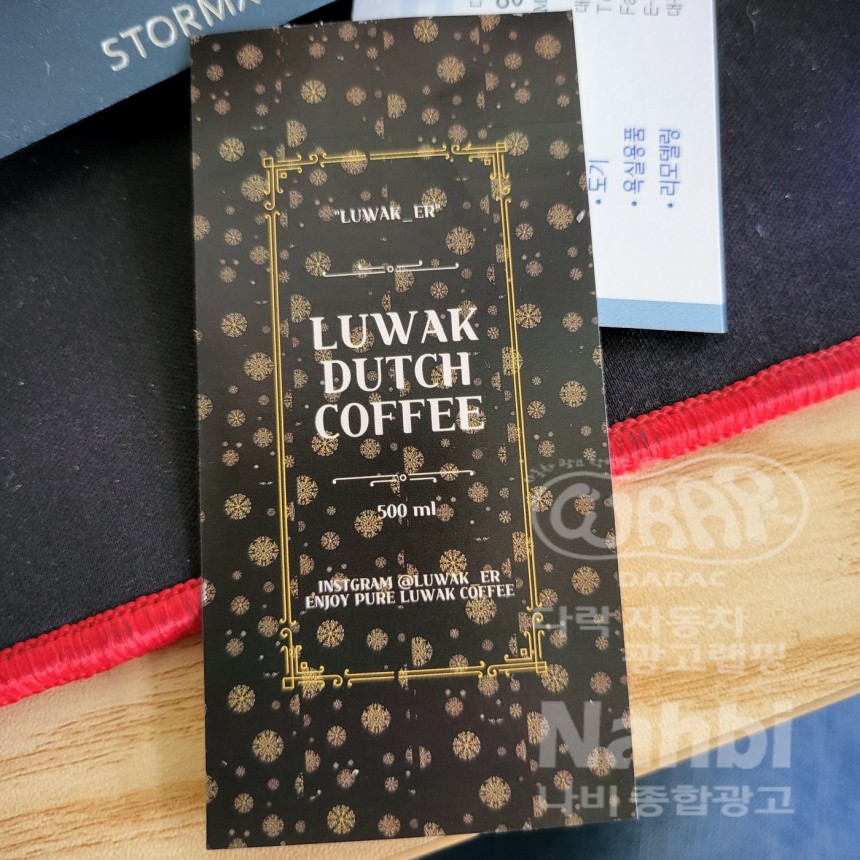 "LUWAK_ER"
LUWAK
DUTCH
COFFEE
500 ml
INSTGRAM @LUWAK_ER
ENJOY PURE LUWAK COFFEE
• 도기
• 욕실용품
• 리모델링
WRAP
DARAC
다락 자동차
광고랩핑
Nahbi
나비종합광고